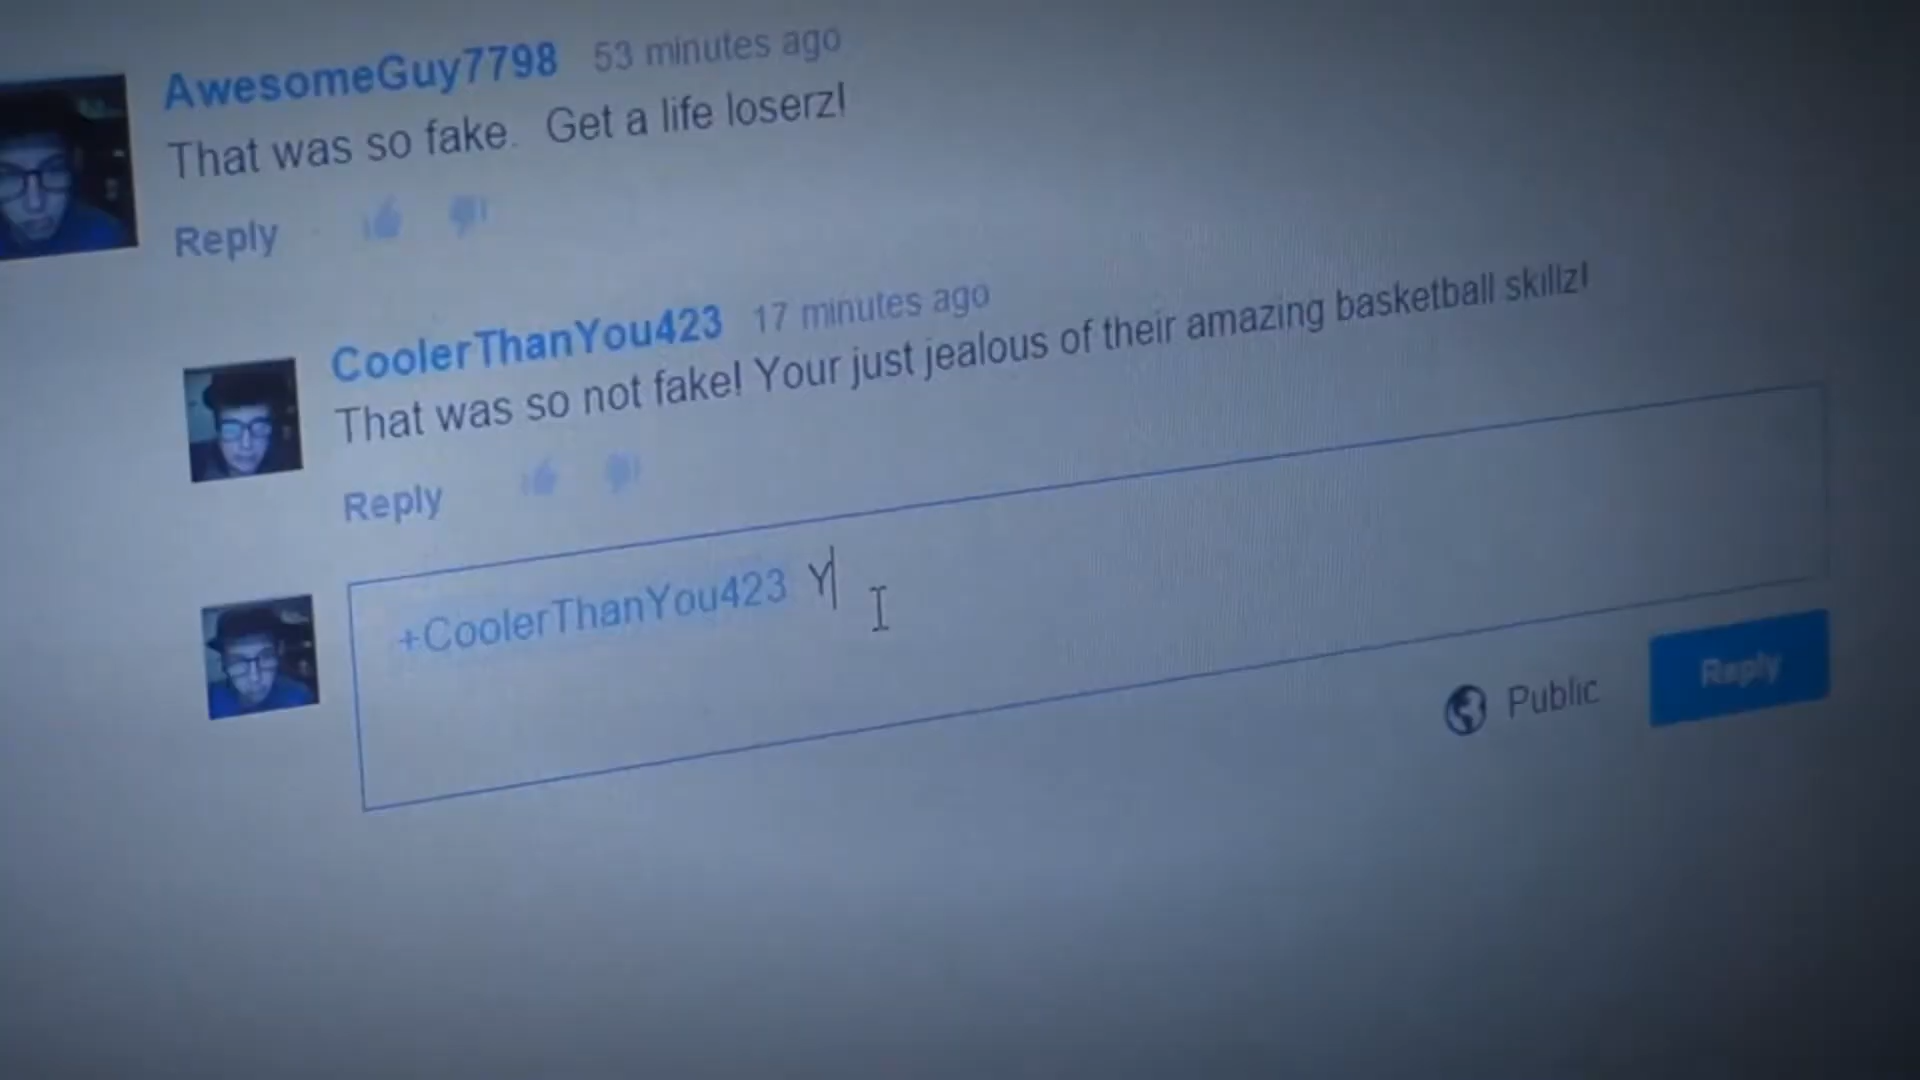 AwesomeGuy7798 53 minutes ago
That was so fake. Get a life loserz!
Reply
CoolerThanYou423 17 minutes ago
That was so not fake! Your just jealous of their amazing basketball skillz!
Reply
+CoolerThanYou423 Y
Public Reply